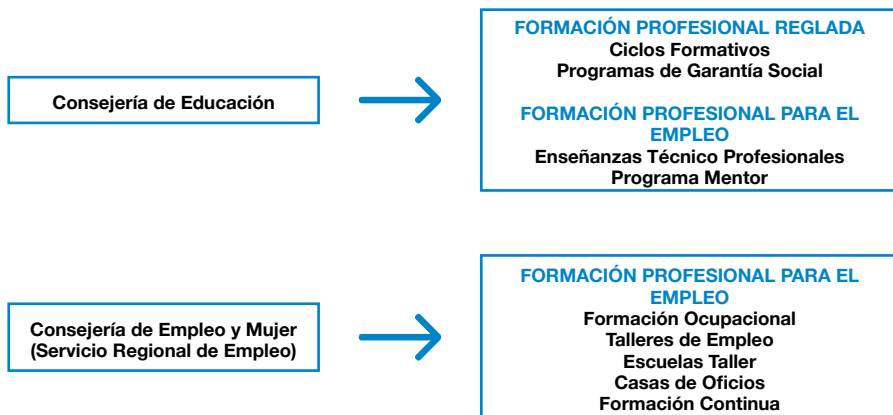 Consejería de Educación
FORMACIÓN PROFESIONAL REGLADA
Ciclos Formativos
Programas de Garantía Social
FORMACIÓN PROFESIONAL PARA EL
EMPLEO
Enseñanzas Técnico Profesionales
Programa Mentor
Consejería de Empleo y Mujer
(Servicio Regional de Empleo)
FORMACIÓN PROFESIONAL PARA EL
EMPLEO
Formación Ocupacional
Talleres de Empleo
Escuelas Taller
Casas de Oficios
Formación Continua